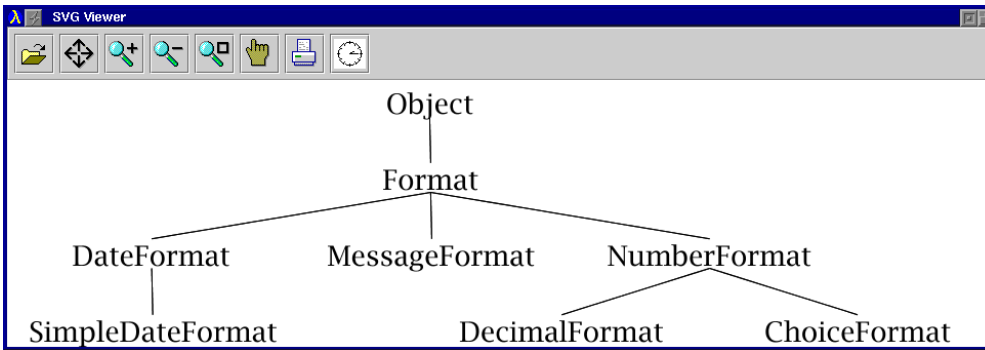 λ SVG Viewer
Object
Format
DateFormat MessageFormat NumberFormat
SimpleDateFormat DecimalFormat ChoiceFormat